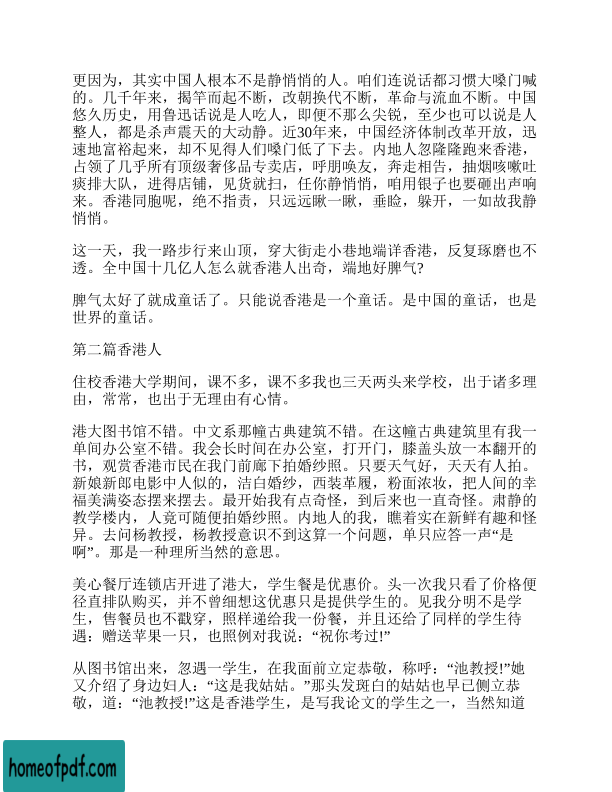 更因为，其实中国人根本不是静悄悄的人。咱们连说话都习惯大嗓门喊
的。几千年来，揭竿而起不断，改朝换代不断，革命与流血不断。中国
悠久历史，用鲁迅话说是人吃人，即便不那么尖锐，至少也可以说是人
整人，都是杀声震天的大动静。近30年来，中国经济体制改革开放，迅
速地富裕起来，却不见得人们嗓门低了下去。内地人忽隆隆跑来香港，
占领了几乎所有顶级奢侈品专卖店，呼朋唤友，奔走相告，抽烟咳嗽吐
痰排大队，进得店铺，见货就扫，任你静悄悄，咱用银子也要砸出声响
来。香港同胞呢，绝不指责，只远远瞅一瞅，垂睑，躲开，一如故我静
悄悄。
这一天，我一路步行来山顶，穿大街走小巷地端详香港，反复琢磨也不
透。全中国十几亿人怎么就香港人出奇，端地好脾气?
脾气太好了就成童话了。只能说香港是一个童话。是中国的童话，也是
世界的童话。
第二篇香港人
住校香港大学期间，课不多，课不多我也三天两头来学校，出于诸多理
由，常常，也出于无理由有心情。
港大图书馆不错。中文系那幢古典建筑不错。在这幢古典建筑里有我一
单间办公室不错。我会长时间在办公室，打开门，膝盖头放一本翻开的
书，观赏香港市民在我门前廊下拍婚纱照。只要天气好，天天有人拍。
新娘新郎电影中人似的，洁白婚纱，西装革履，粉面浓妆，把人间的幸
福美满姿态摆来摆去。最开始我有点奇怪，到后来也一直奇怪。肃静的
教学楼内，人竟可随便拍婚纱照。内地人的我，瞧着实在新鲜有趣和怪
异。去问杨教授，杨教授意识不到这算一个问题，单只应答一声“是
啊”。那是一种理所当然的意思。
美心餐厅连锁店开进了港大，学生餐是优惠价。头一次我只看了价格便
径直排队购买，并不曾细想这优惠只是提供学生的。见我分明不是学
生，售餐员也不戳穿，照样递给我一份餐，并且还给了同样的学生待
遇：赠送苹果一只，也照例对我说：“祝你考过!”
从图书馆出来，忽遇一学生，在我面前立定恭敬，称呼：“池教授!”她
又介绍了身边妇人：“这是我姑姑。”那头发斑白的姑姑也早已侧立恭
敬，道：“池教授!”这是香港学生，是写我论文的学生之一，当然知道
homeofpdf.com